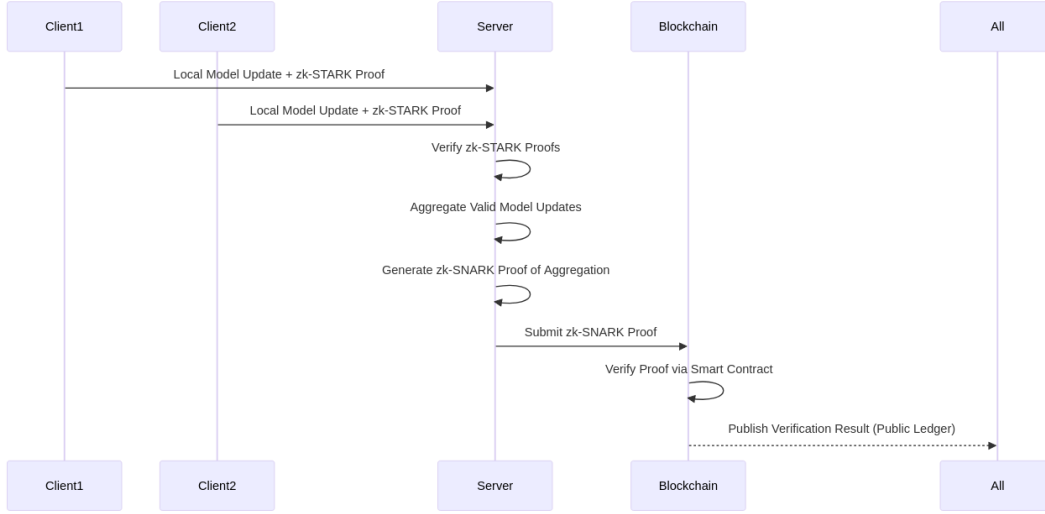 Client1
Client2
Server
Blockchain
All
Local Model Update + zk-STARK Proof
Local Model Update + zk-STARK Proof
Verify zk-STARK Proofs
Aggregate Valid Model Updates
Generate zk-SNARK Proof of Aggregation
Submit zk-SNARK Proof
Verify Proof via Smart Contract
Publish Verification Result (Public Ledger)
Client1
Client2
Server
Blockchain
All